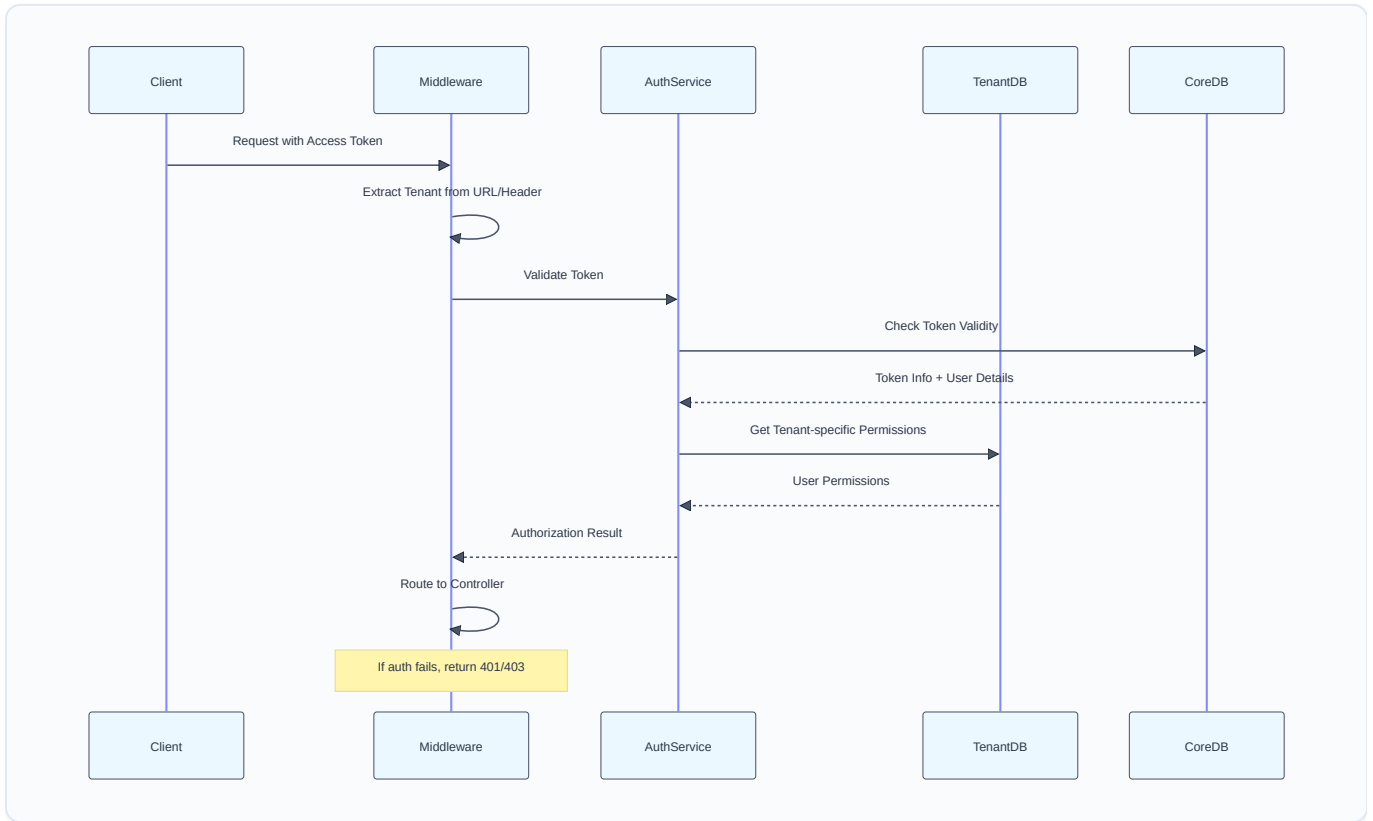 Client
Middleware
AuthService
TenantDB
CoreDB
Request with Access Token
Extract Tenant from URL/Header
Validate Token
Check Token Validity
Token Info + User Details
Get Tenant-specific Permissions
User Permissions
Authorization Result
Route to Controller
If auth fails, return 401/403
Client
Middleware
AuthService
TenantDB
CoreDB